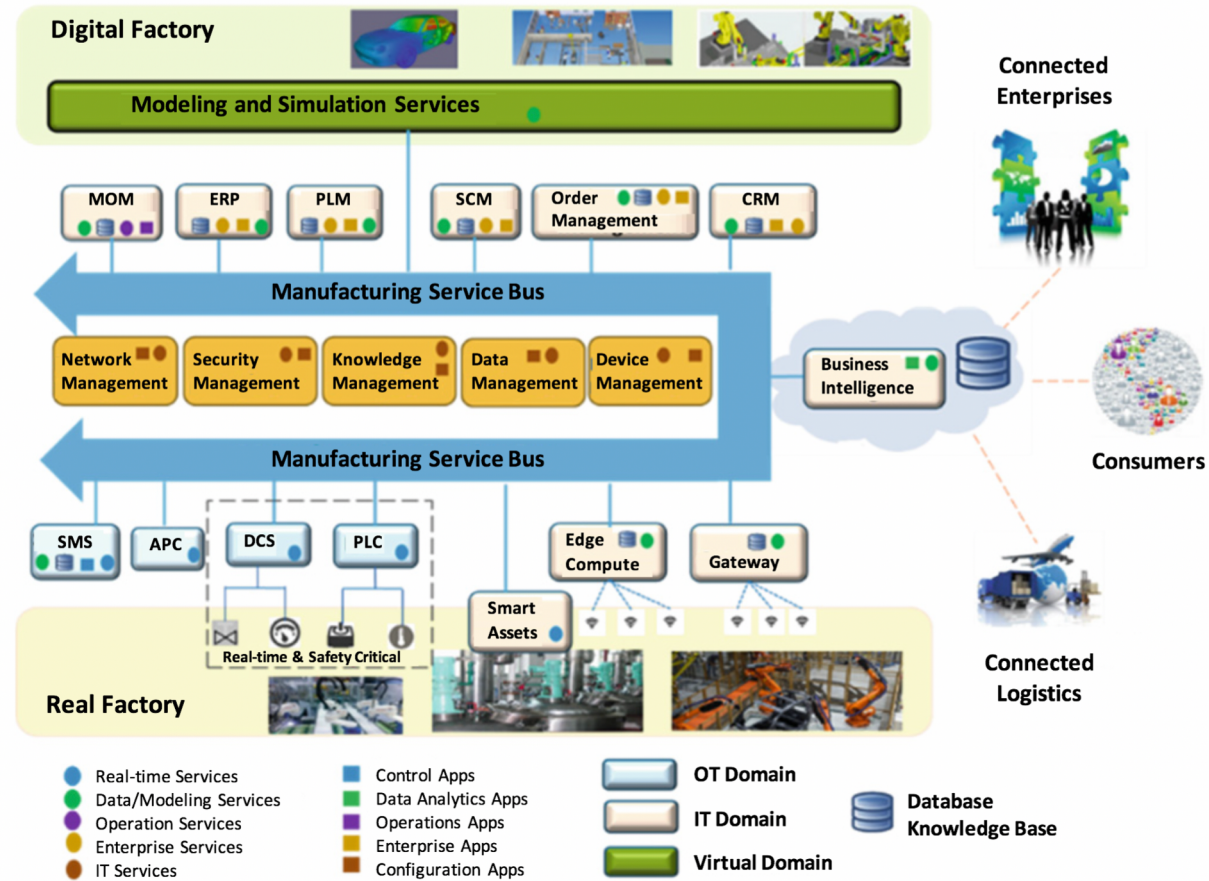 Digital Factory
Modeling and Simulation Services
Connected
Enterprises
MOM
ERP
PLM
SCM
Order
Management
CRM
Manufacturing Service Bus
Network
Management
Security
Management
Knowledge
Management
Data
Management
Device
Management
Business
Intelligence
Consumers
Manufacturing Service Bus
SMS
APC
DCS
PLC
Edge
Compute
Gateway
Smart
Assets
Real-time & Safety Critical
Real Factory
Connected
Logistics
Real-time Services
Data/Modeling Services
Operation Services
Enterprise Services
IT Services
Control Apps
Data Analytics Apps
Operations Apps
Enterprise Apps
Configuration Apps
OT Domain
IT Domain
Virtual Domain
Database
Knowledge Base